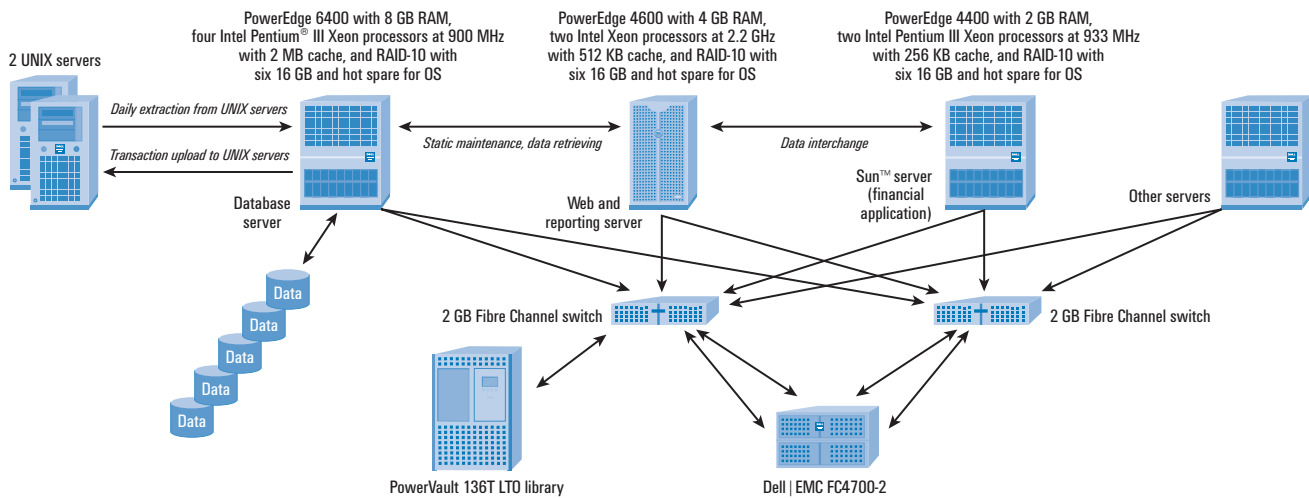 PowerEdge 6400 with 8 GB RAM,
four Intel Pentium® III Xeon processors at 900 MHz
with 2 MB cache, and RAID-10 with
six 16 GB and hot spare for OS
PowerEdge 4600 with 4 GB RAM,
two Intel Xeon processors at 2.2 GHz
with 512 KB cache, and RAID-10 with
six 16 GB and hot spare for OS
PowerEdge 4400 with 2 GB RAM,
two Intel Pentium III Xeon processors at 933 MHz
with 256 KB cache, and RAID-10 with
six 16 GB and hot spare for OS
2 UNIX servers
Daily extraction from UNIX servers
Transaction upload to UNIX servers
Static maintenance, data retrieving
Data interchange
Database
server
Web and
reporting server
Sun™ server
(financial
application)
Other servers
Data
Data
Data
Data
Data
2 GB Fibre Channel switch
2 GB Fibre Channel switch
PowerVault 136T LTO library
Dell | EMC FC4700-2